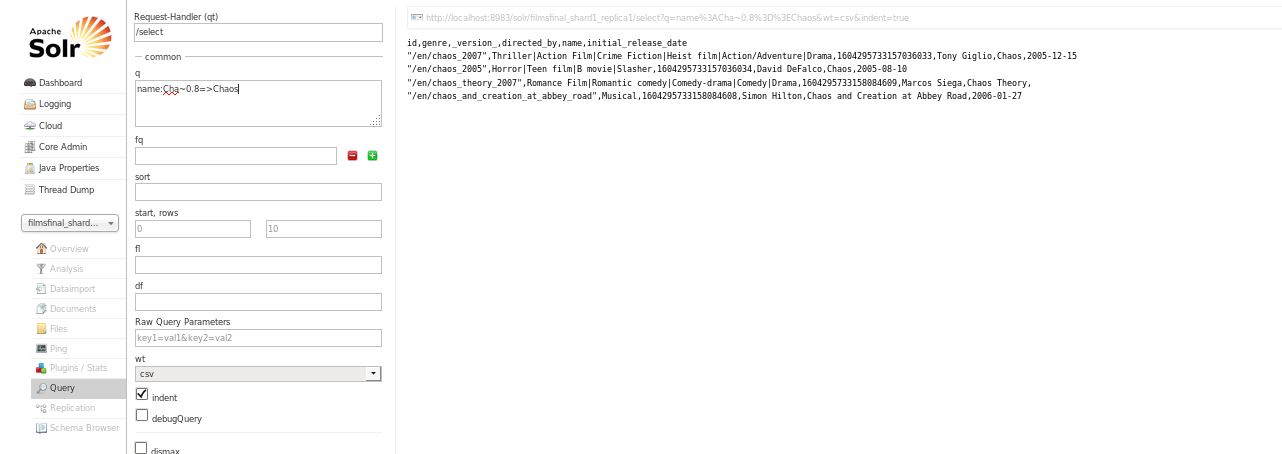 Apache
Solr
Dashboard
Logging
Cloud
Core Admin
Java Properties
Thread Dump
filmsfinal_shard...
Overview
Analysis
Dataimport
Documents
Files
Ping
Plugins / Stats
Query
Replication
Schema Browser
Request-Handler (qt)
/select
common
q
name:Cha~0.8=>Chaos
fq
sort
start, rows
0 10
fl
df
Raw Query Parameters
key1=val1&key2=val2
wt
csv
indent
debugQuery
dismax
http://localhost:8983/solr/filmsfinal_shard1_replica1/select?q=name%3ACha~0.8%3D%3EChaos&wt=csv&indent=true
id,genre,_version_,directed_by,name,initial_release_date
"/en/chaos_2007",Thriller|Action Film|Crime Fiction|Heist film|Action/Adventure|Drama,1604295733157036033,Tony Giglio,Chaos,2005-12-15
"/en/chaos_2005",Horror|Teen film|B movie|Slasher,1604295733157036034,David DeFalco,Chaos,2005-08-10
"/en/chaos_theory_2007",Romance Film|Romantic comedy|Comedy-drama|Comedy|Drama,1604295733158084609,Marcos Siega,Chaos Theory,
"/en/chaos_and_creation_at_abbey_road",Musical,1604295733158084608,Simon Hilton,Chaos and Creation at Abbey Road,2006-01-27